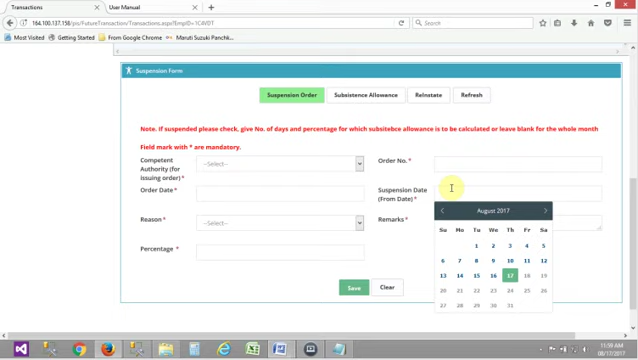 Transactions
User Manual
164.100.137.158/pis/FutureTransaction/Transactions.aspx?EmpID=1C4VDT
Search
Most Visited Getting Started From Google Chrome Maruti Suzuki Panchk...
Suspension Form
Suspension Order Subsistence Allowance ReInstate Refresh
Note. If suspended please check, give No. of days and percentage for which subsitebce allowance is to be calculated or leave blank for the whole month
Field mark with * are mandatory.
Competent Authority (for issuing order) * --Select-- Order No. *
Order Date * Suspension Date (From Date) *
Reason * --Select-- Remarks *
Percentage *
Save Clear
August 2017
Su Mo Tu We Th Fr Sa
1 2 3 4 5
6 7 8 9 10 11 12
13 14 15 16 17 18 19
20 21 22 23 24 25 26
27 28 29 30 31
11:59 AM
08/17/2017